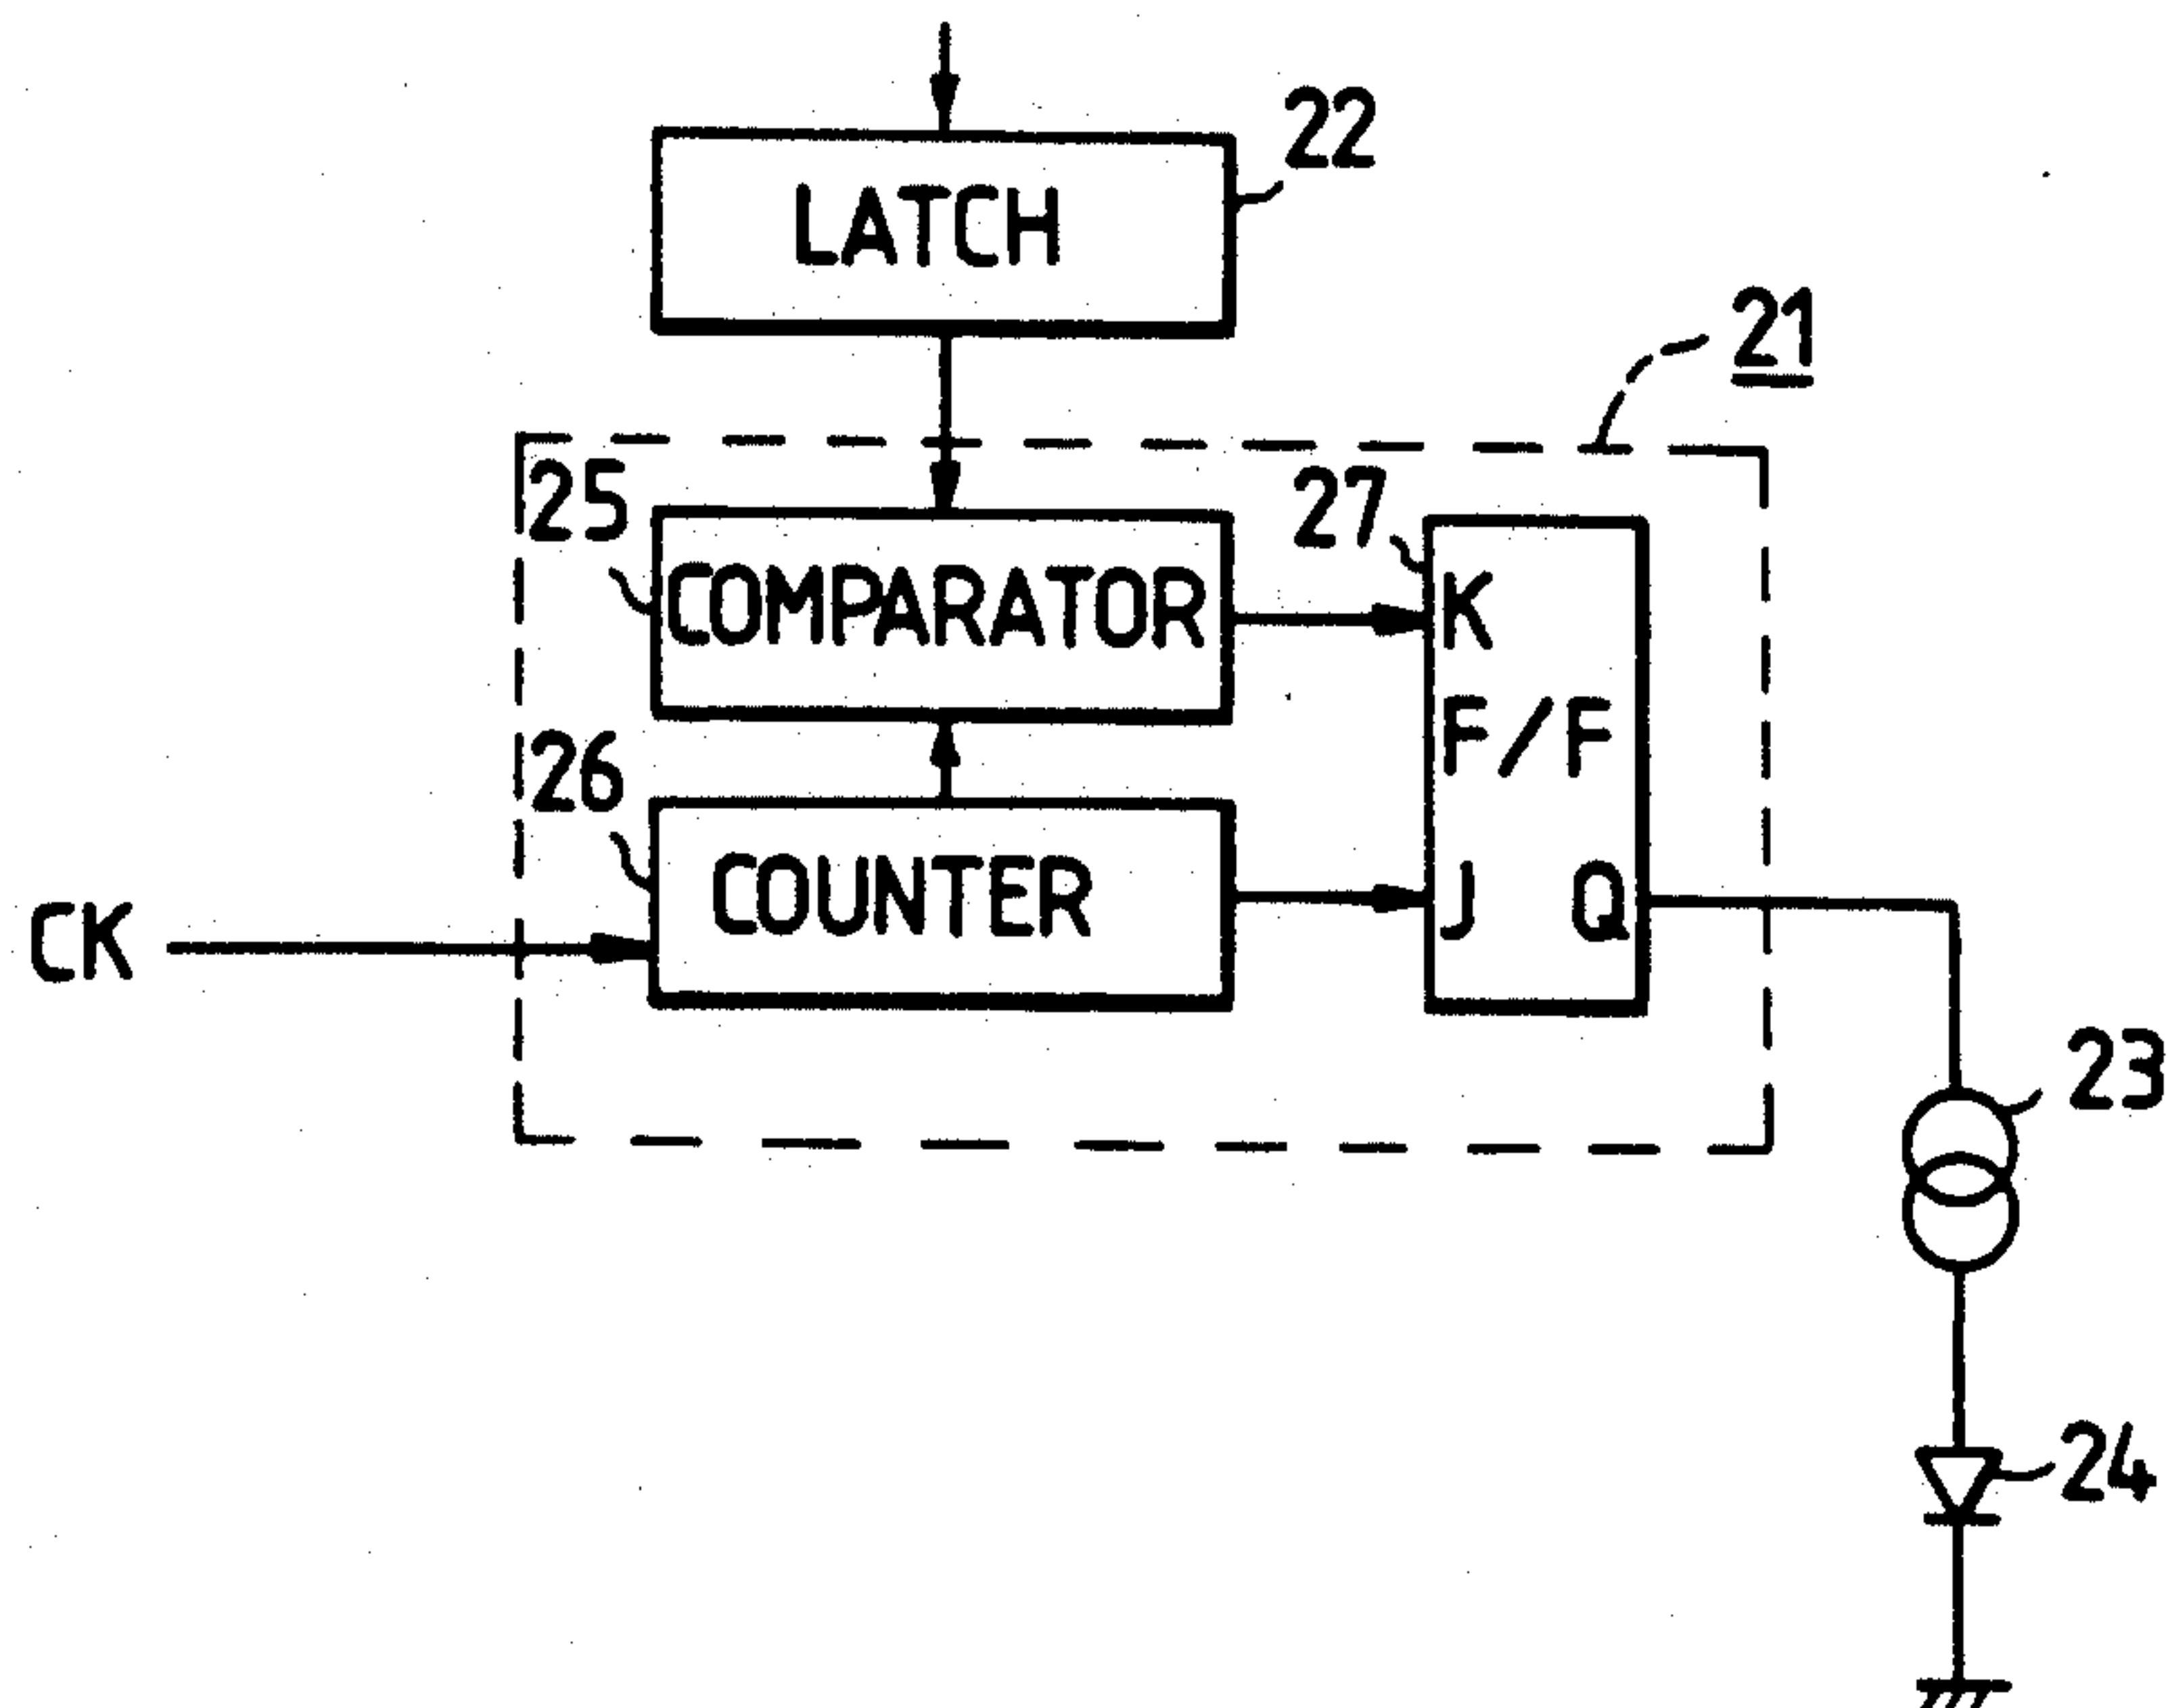 22
LATCH
21
25
27
COMPARATOR
K
F/F
26
COUNTER
J Q
CK
23
24